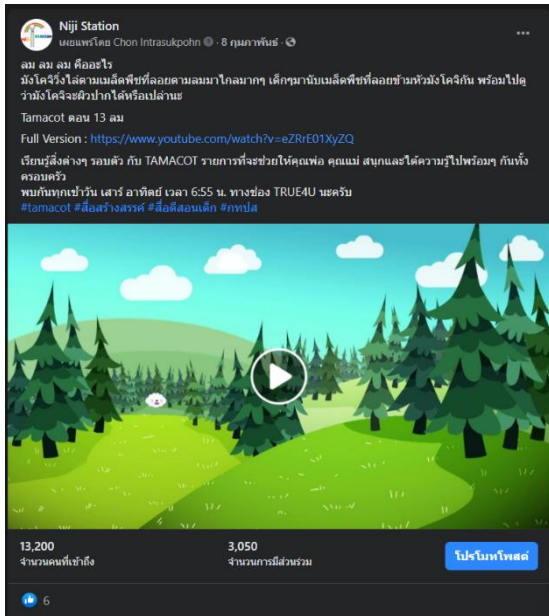 Niji Station
เผยแพร่โดย Chon Intrasukpohn · 8 กุมภาพันธ์ ·
ลม ลม ลม คืออะไร
มังโคจิวิ่งไล่ตามเมล็ดพืชที่ลอยตามลมมาไกลมากๆ เด็กๆมานับเมล็ดพืชที่ลอยข้ามหัวมังโคจิกัน พร้อมไปดู
ว่ามังโคจิจะผิวปากได้หรือเปล่านะ
Tamacot ตอน 13 ลม
Full Version : https://www.youtube.com/watch?v=eZRrE01XyZQ
เรียนรู้สิ่งต่างๆ รอบตัว กับ TAMACOT รายการที่จะช่วยให้คุณพ่อ คุณแม่ สนุกและได้ความรู้ไปพร้อมๆ กันทั้ง
ครอบครัว
พบกันทุกเช้าวัน เสาร์ อาทิตย์ เวลา 6:55 น. ทางช่อง TRUE4U นะครับ
#tamacot #สื่อสร้างสรรค์ #สื่อดีสอนเด็ก #กทปส
13,200
จำนวนคนที่เข้าถึง
3,050
จำนวนการมีส่วนร่วม
โปรโมทโพสต์
6